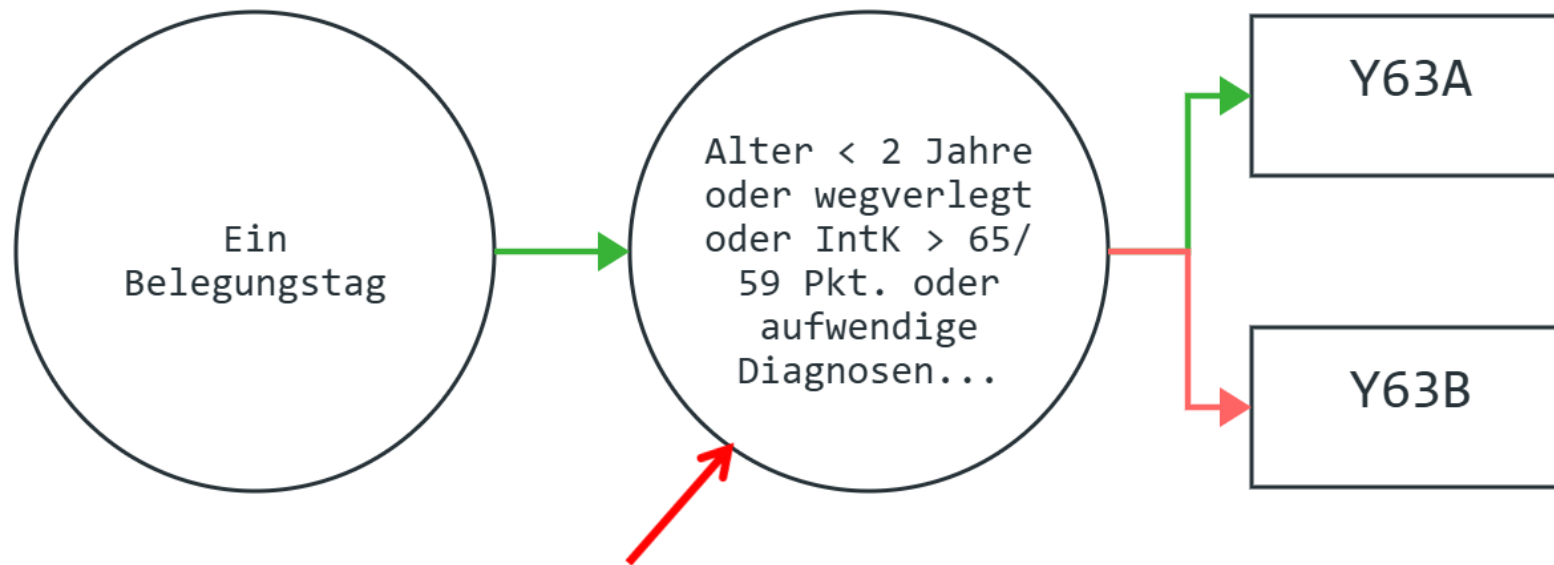 Ein
Belegungstag
Alter < 2 Jahre
oder wegverlegt
oder IntK > 65/
59 Pkt. oder
aufwendige
Diagnosen...
Y63A
Y63B